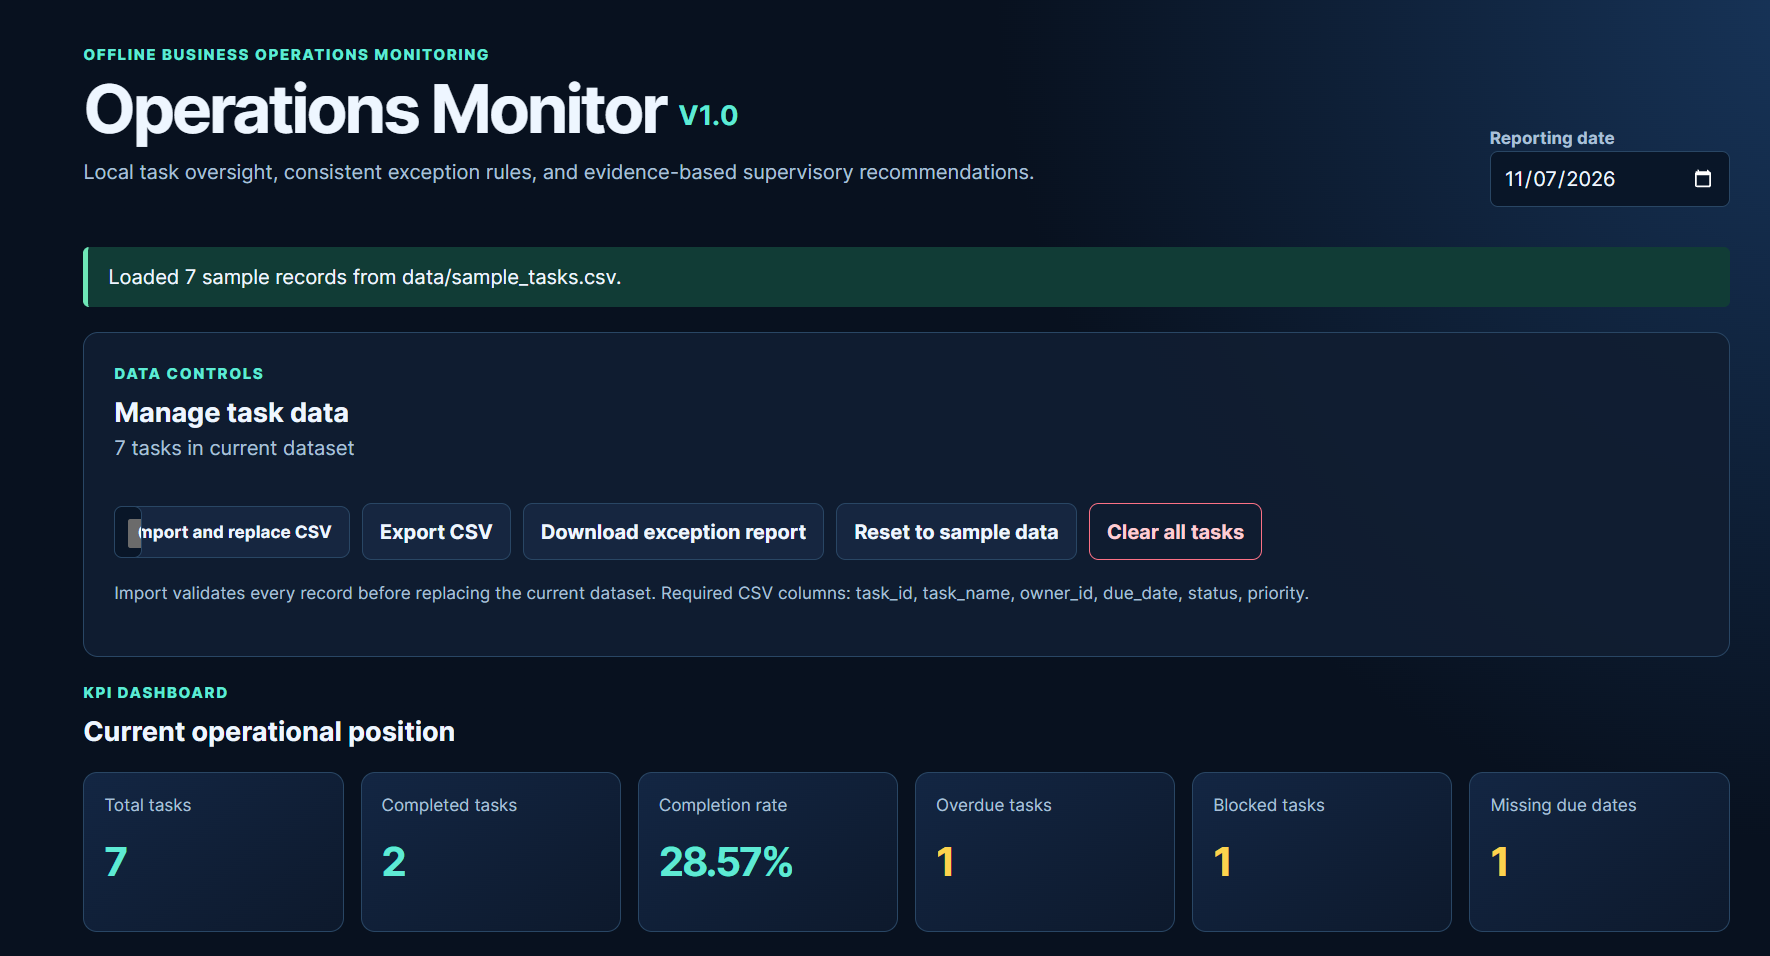 OFFLINE BUSINESS OPERATIONS MONITORING
Operations Monitor V1.0
Local task oversight, consistent exception rules, and evidence-based supervisory recommendations.
Reporting date
11/07/2026
Loaded 7 sample records from data/sample_tasks.csv.
DATA CONTROLS
Manage task data
7 tasks in current dataset
mport and replace CSV Export CSV Download exception report Reset to sample data Clear all tasks
Import validates every record before replacing the current dataset. Required CSV columns: task_id, task_name, owner_id, due_date, status, priority.
KPI DASHBOARD
Current operational position
Total tasks Completed tasks Completion rate Overdue tasks Blocked tasks Missing due dates
7 2 28.57% 1 1 1